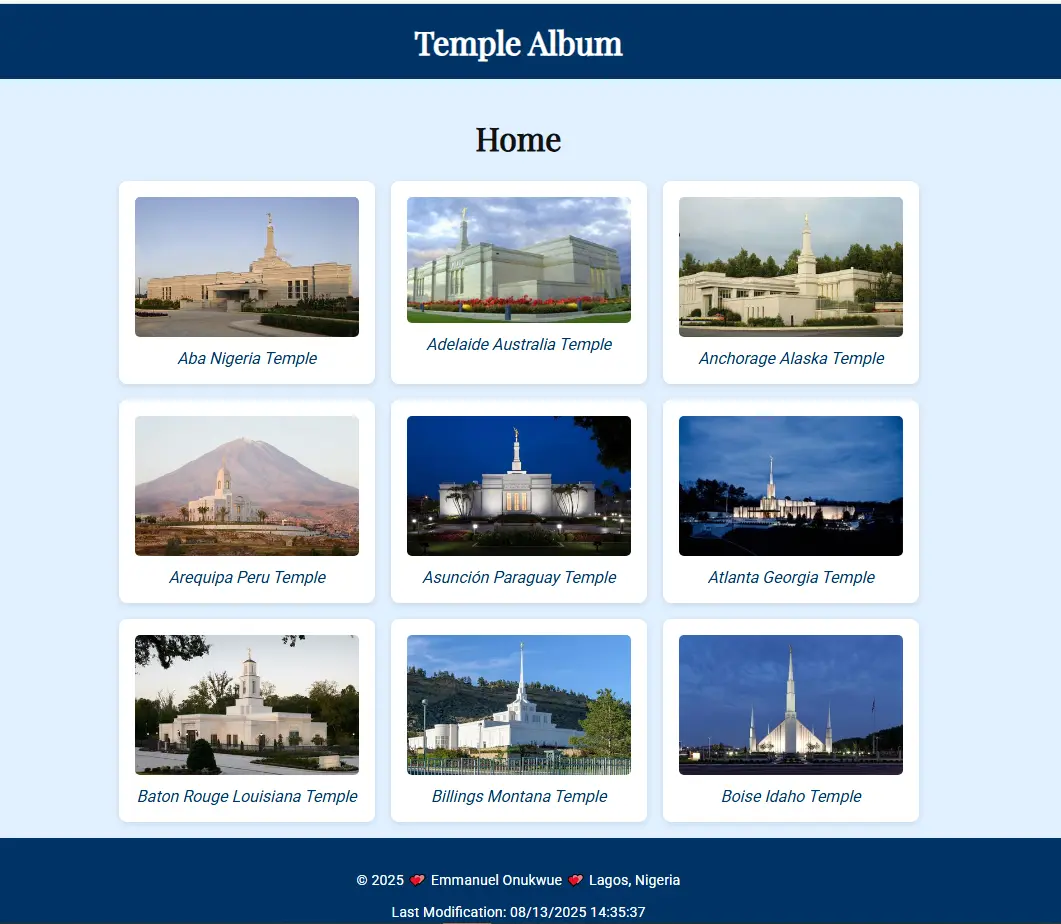 Temple Album
Home
Aba Nigeria Temple
Adelaide Australia Temple
Anchorage Alaska Temple
Arequipa Peru Temple
Asunción Paraguay Temple
Atlanta Georgia Temple
Baton Rouge Louisiana Temple
Billings Montana Temple
Boise Idaho Temple
© 2025 💕 Emmanuel Onukwue 💕 Lagos, Nigeria
Last Modification: 08/13/2025 14:35:37